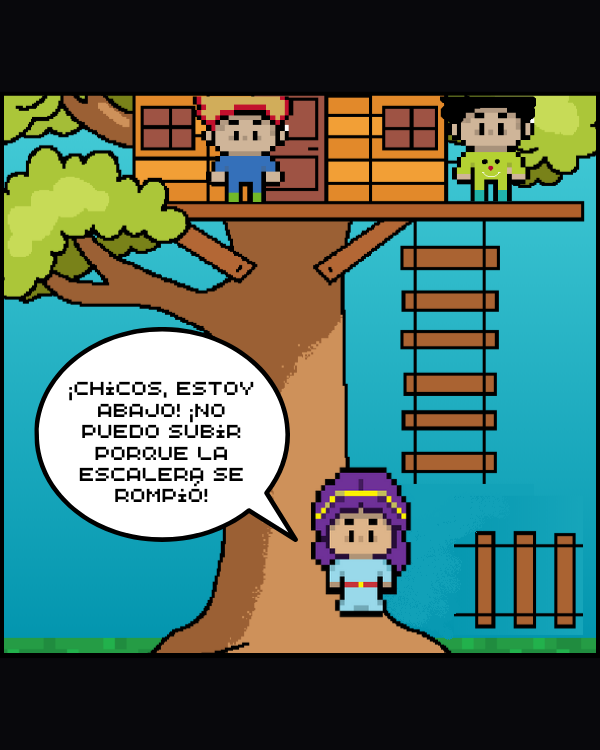 ¡CHiCOS, ESTOY
ABAJO! ¡NO
PUEDO SUBiR
PORQUE LA
ESCALERA SE
ROMPiÓ!